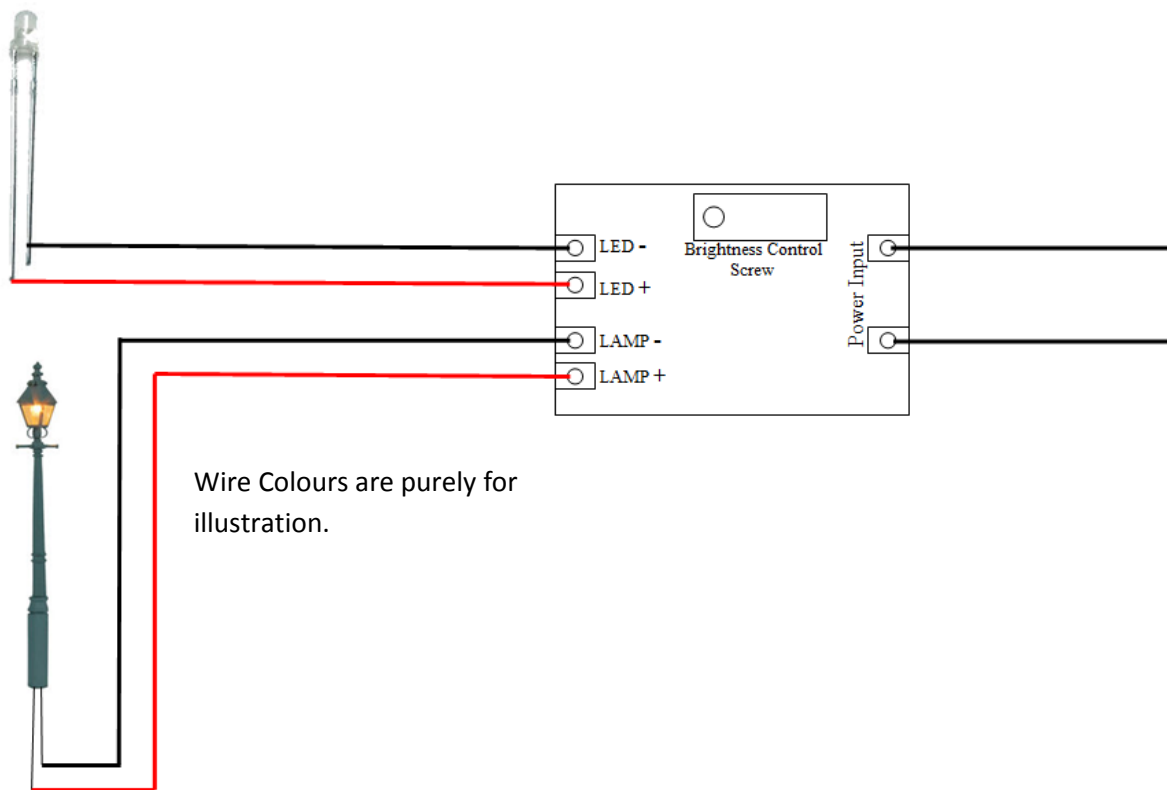 LED -
LED +
LAMP -
LAMP +
Brightness Control
Screw
Power Input
Wire Colours are purely for
illustration.